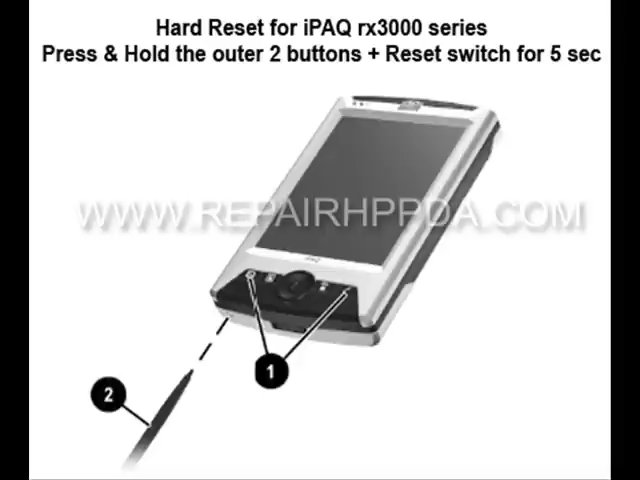 Hard Reset for iPAQ rx3000 series
Press & Hold the outer 2 buttons + Reset switch for 5 sec
WWW.REPAIRHPPDA.COM
iPAQ
1
2